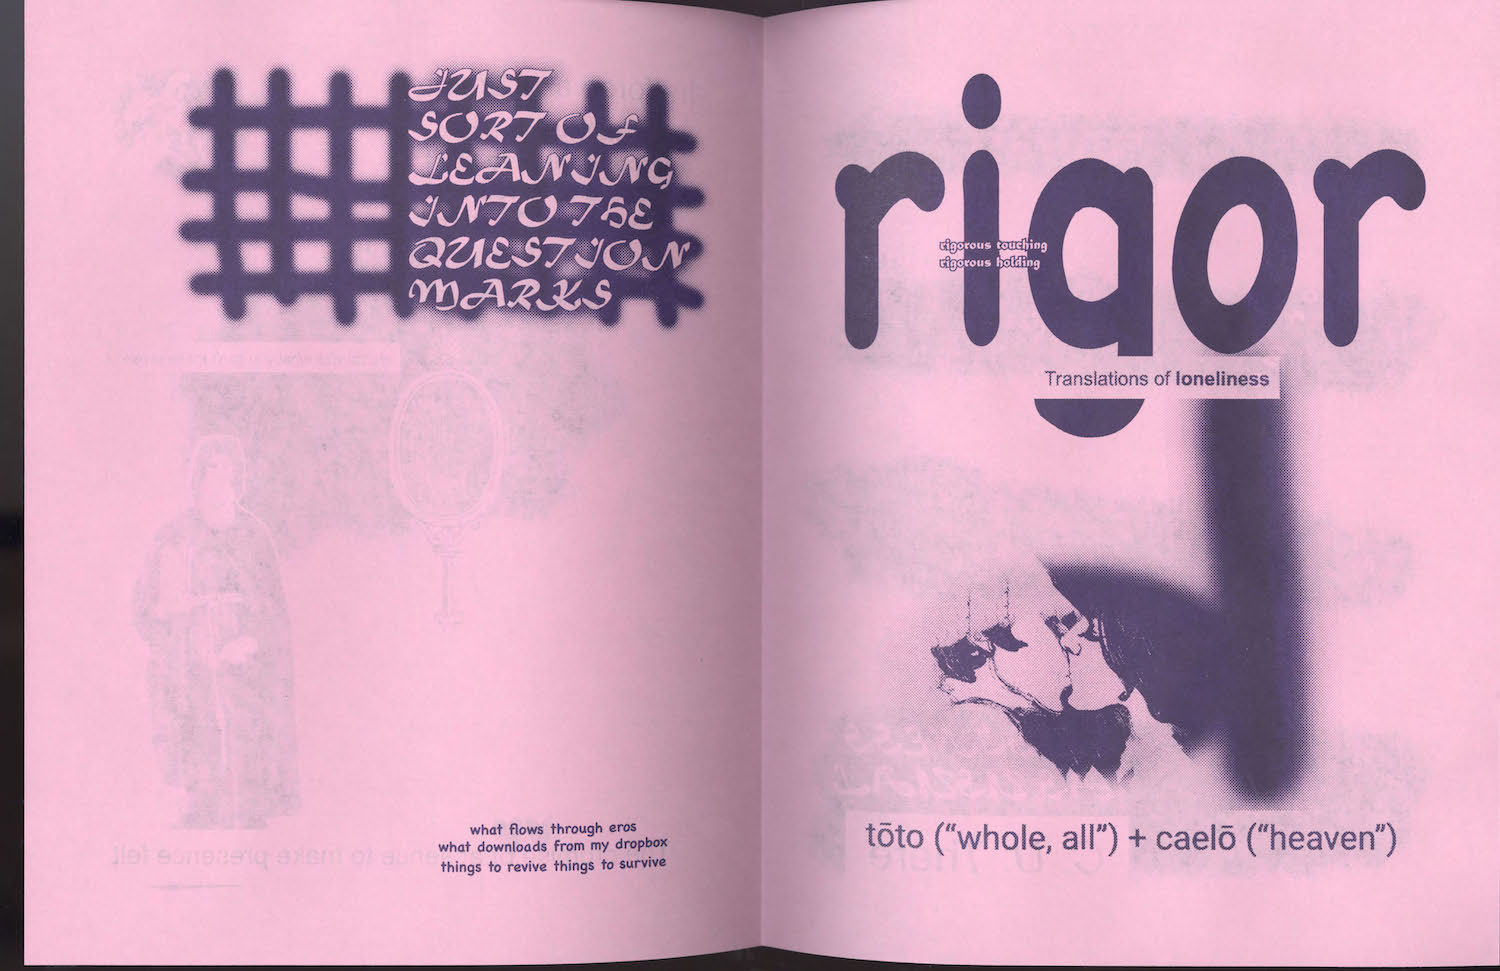 JUST
SORT OF
LEANING
INTO THE
QUESTION
MARKS
what flows through eros
what downloads from my dropbox
things to revive things to survive
rigor
rigorous touching
rigorous holding
Translations of loneliness
tōto (“whole, all”) + caelō (“heaven”)